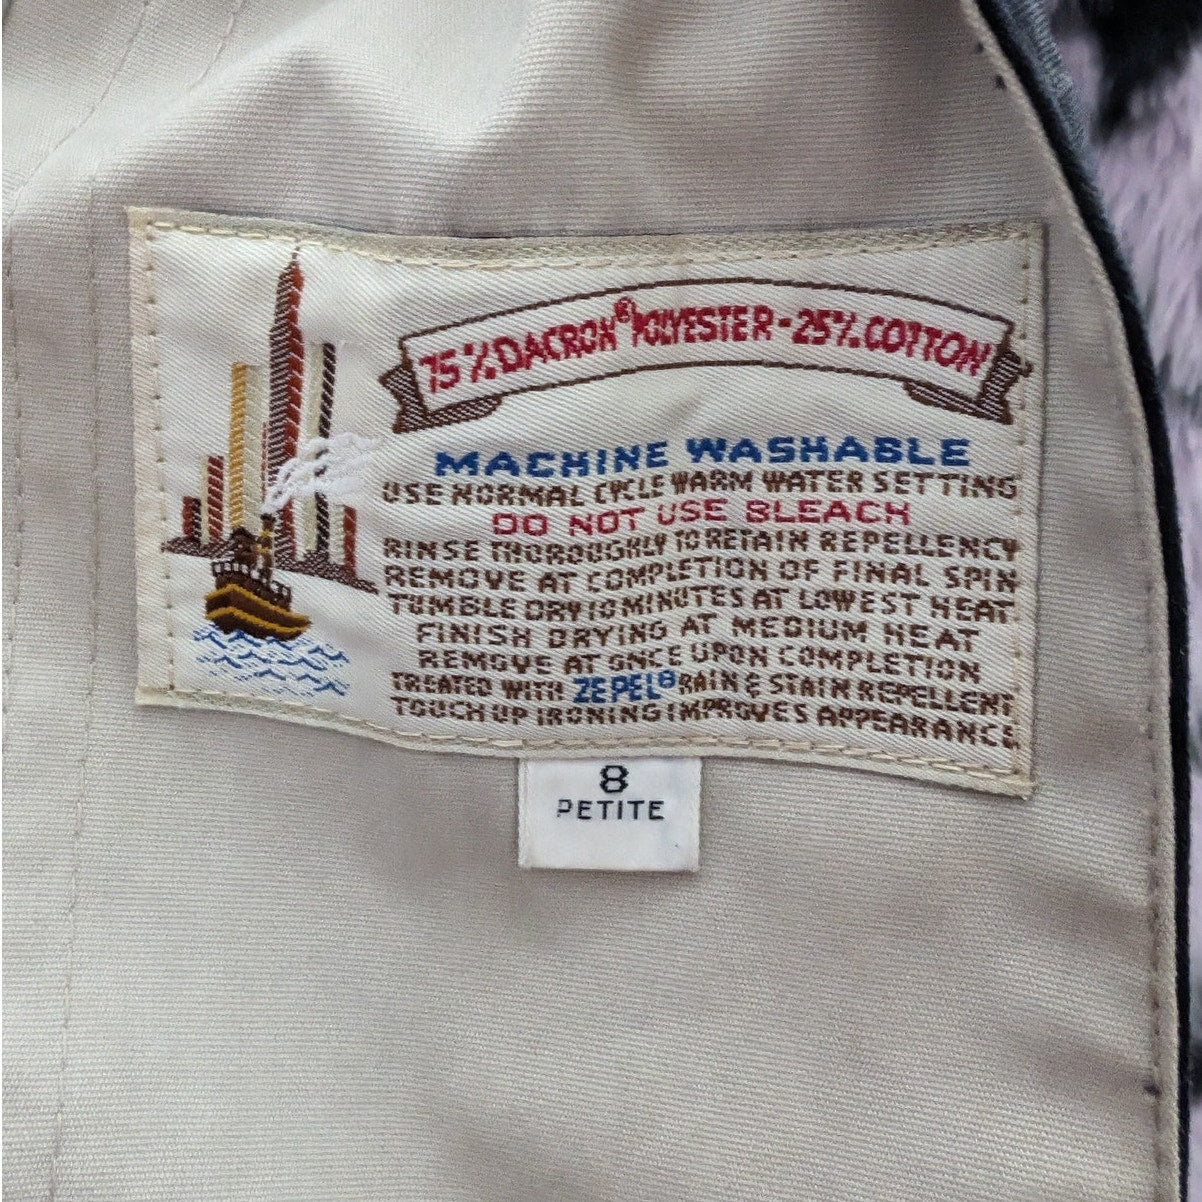 75% DACRON® POLYESTER - 25% COTTON
MACHINE WASHABLE
USE NORMAL CYCLE WARM WATER SETTING
DO NOT USE BLEACH
RINSE THOROUGHLY TO RETAIN REPELLENCY
REMOVE AT COMPLETION OF FINAL SPIN
TUMBLE DRY 10 MINUTES AT LOWEST HEAT
FINISH DRYING AT MEDIUM HEAT
REMOVE AT ONCE UPON COMPLETION
TREATED WITH ZEPEL® RAIN & STAIN REPELLENT
TOUCH UP IRONING IMPROVES APPEARANCE
8
PETITE